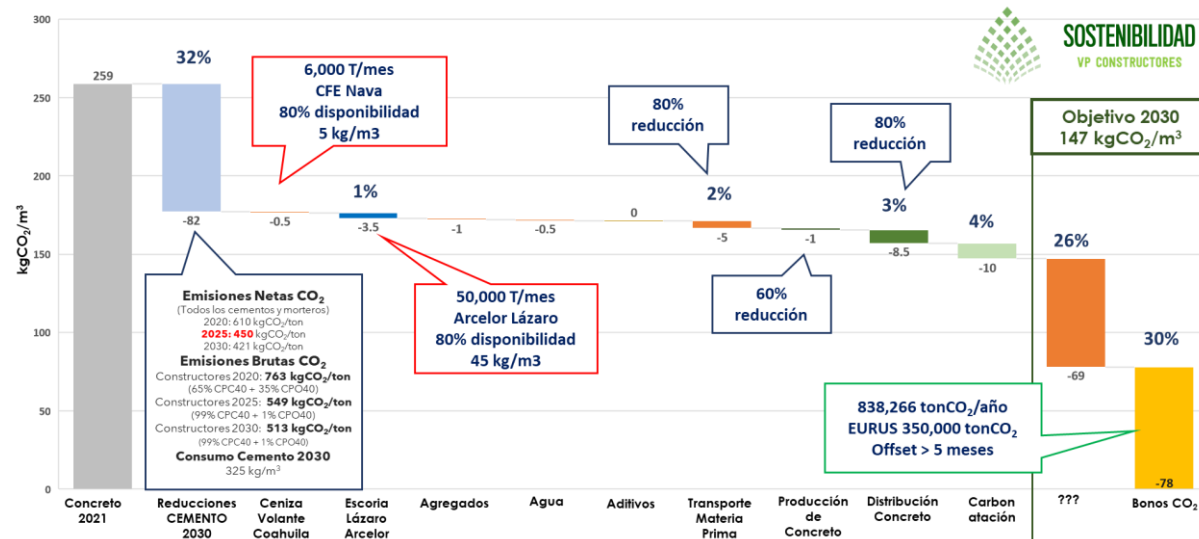 SOSTENIBILIDAD
VP CONSTRUCTORES
kgCO₂/m³
300
250
200
150
100
50
0
259
32%
-82
-0.5
1%
-3.5
-1
-0.5
0
2%
-5
-1
3%
-8.5
4%
-10
26%
-69
30%
-78
6,000 T/mes
CFE Nava
80% disponibilidad
5 kg/m3
80%
reducción
80%
reducción
Objetivo 2030
147 kgCO₂/m³
Emisiones Netas CO₂
(Todos los cementos y morteros)
2020: 610 kgCO₂/ton
2025: 450 kgCO₂/ton
2030: 421 kgCO₂/ton
Emisiones Brutas CO₂
Constructores 2020: 763 kgCO₂/ton
(65% CPC40 + 35% CPO40)
Constructores 2025: 549 kgCO₂/ton
(99% CPC40 + 1% CPO40)
Constructores 2030: 513 kgCO₂/ton
(99% CPC40 + 1% CPO40)
Consumo Cemento 2030
325 kg/m³
50,000 T/mes
Arcelor Lázaro
80% disponibilidad
45 kg/m3
60%
reducción
838,266 tonCO₂/año
EURUS 350,000 tonCO₂
Offset > 5 meses
Concreto
2021
Reducciones
CEMENTO
2030
Ceniza
Volante
Coahuila
Escoria
Lázaro
Arcelor
Agregados
Agua
Aditivos
Transporte
Materia
Prima
Producción
de
Concreto
Distribución
Concreto
Carbon
atación
???
Bonos CO₂